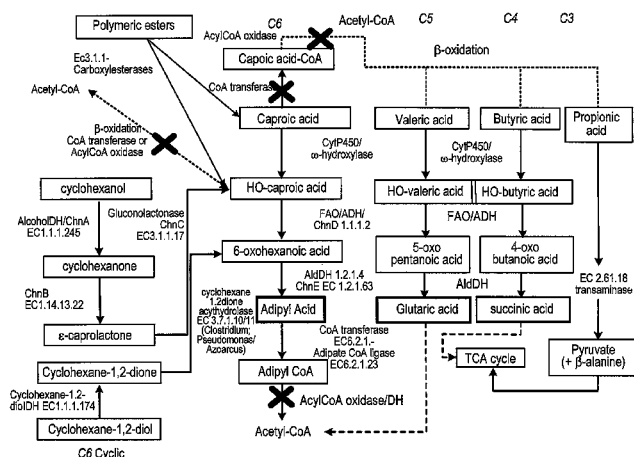 C6
Acetyl-CoA
C5
C4
C3
Polymeric esters
AcylCoA oxidase
Capoic acid-CoA
β-oxidation
Ec3.1.1-
Carboxylesterases
CoA transferase
Acetyl-CoA
Caproic acid
Valeric acid
Butyric acid
Propionic
acid
β-oxidation
CoA transferase or
AcylCoA oxidase
CytP450/
ω-hydroxylase
CytP450/
ω-hydroxylase
cyclohexanol
HO-caproic acid
HO-valeric acid
HO-butyric acid
AlcoholDH/ChnA
EC1.1.1.245
Gluconolactonase
ChnC
EC3.1.1.17
FAO/ADH/
ChnD 1.1.1.2
FAO/ADH
6-oxohexanoic acid
5-oxo
pentanoic acid
4-oxo
butanoic acid
cyclohexanone
AldDH 1.2.1.4
ChnE EC 1.2.1.63
AldDH
EC 2.61.18
transaminase
ChnB
EC1.14.13.22
cyclohexane
1,2dione
acythydrolase
EC 3.7.1.10/11
(Clostridium;
Pseudomonas/
Azoarcus)
Adipyl Acid
Glutaric acid
succinic acid
ε-caprolactone
CoA transferase
EC6.2.1.-
Adipate CoA ligase
EC6.2.1.23
Cyclohexane-1,2-dione
Adipyl CoA
TCA cycle
Pyruvate
(+ β-alanine)
Cyclohexane-1,2-
diolDH EC1.1.1.174
AcylCoA oxidase/DH
Cyclohexane-1,2-diol
Acetyl-CoA
C6 Cyclic